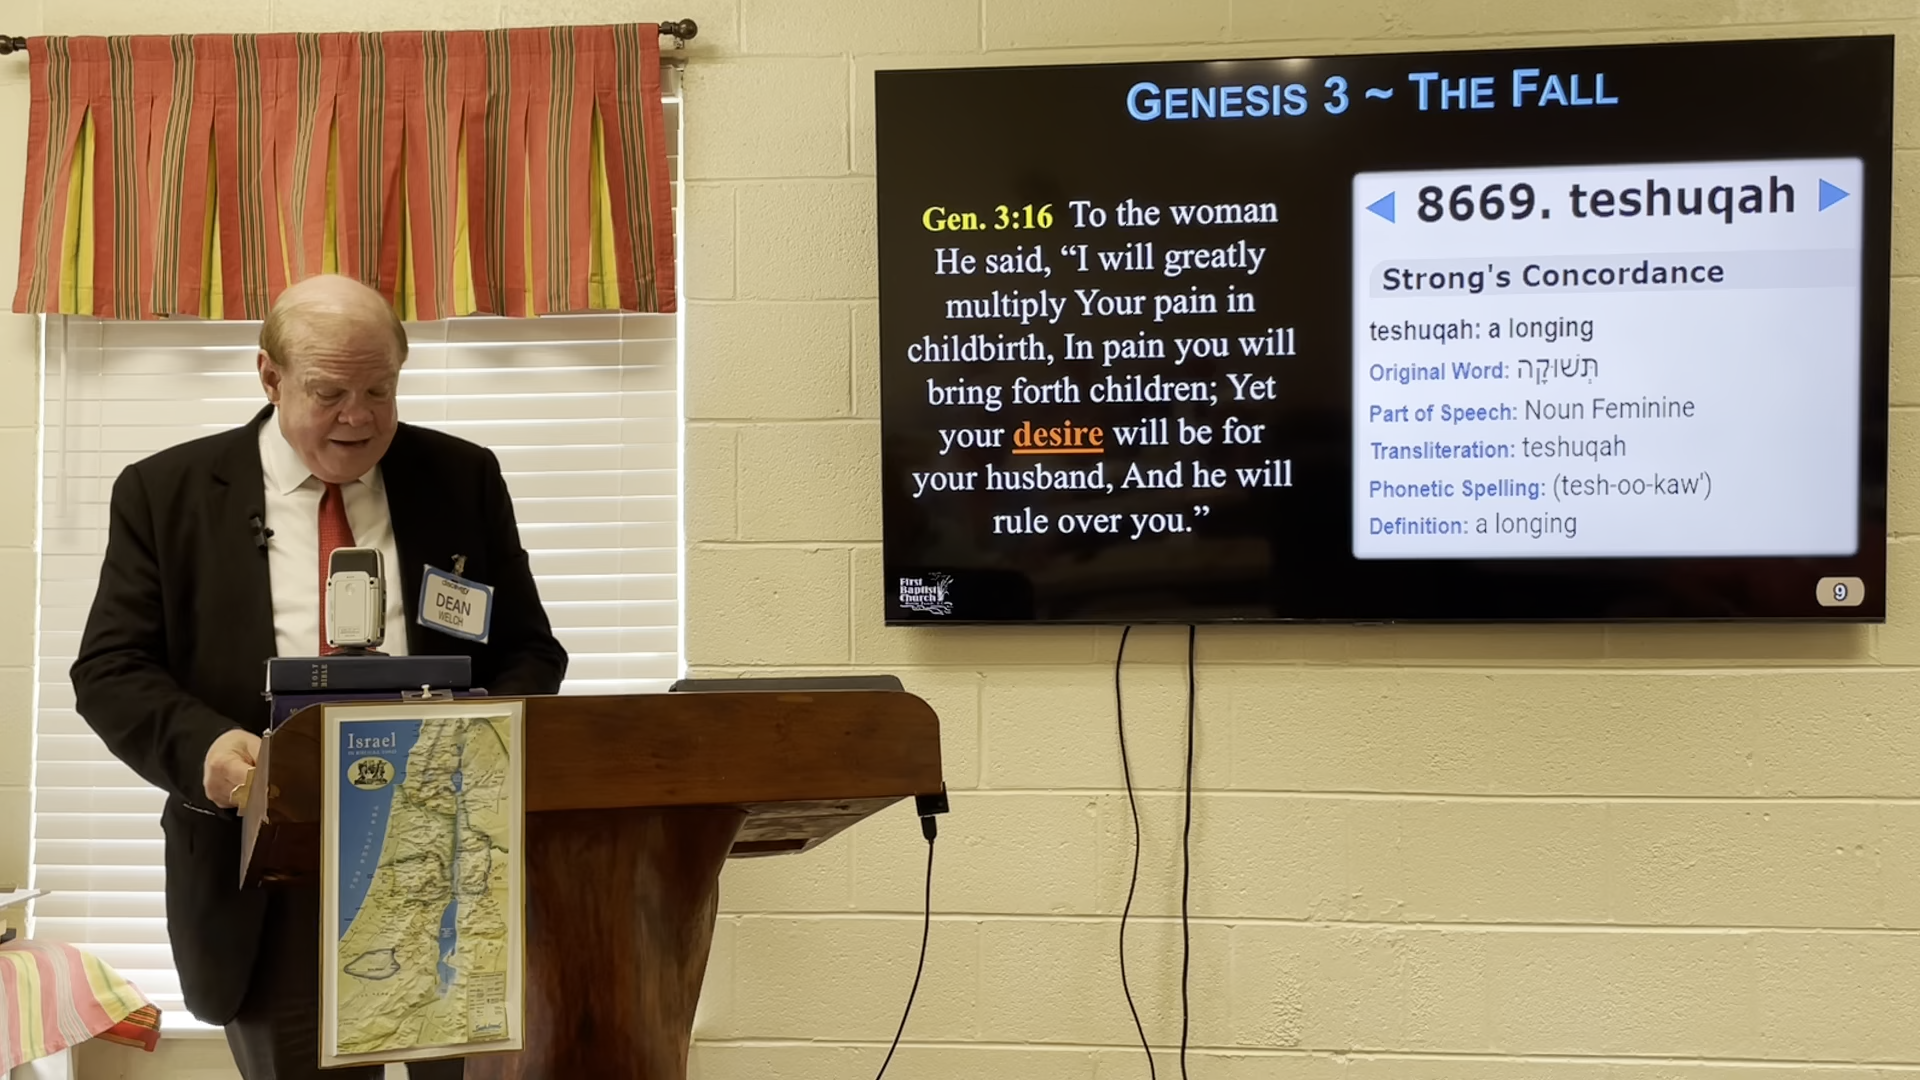 GENESIS 3 ~ THE FALL
Gen. 3:16 To the woman
He said, “I will greatly
multiply Your pain in
childbirth, In pain you will
bring forth children; Yet
your desire will be for
your husband, And he will
rule over you.”
8669. teshuqah
Strong's Concordance
teshuqah: a longing
Original Word: תְּשׁוּקָה
Part of Speech: Noun Feminine
Transliteration: teshuqah
Phonetic Spelling: (tesh-oo-kaw')
Definition: a longing
First
Baptist
Church
9
discovery
DEAN
WELCH
HOLY
BIBLE
Israel